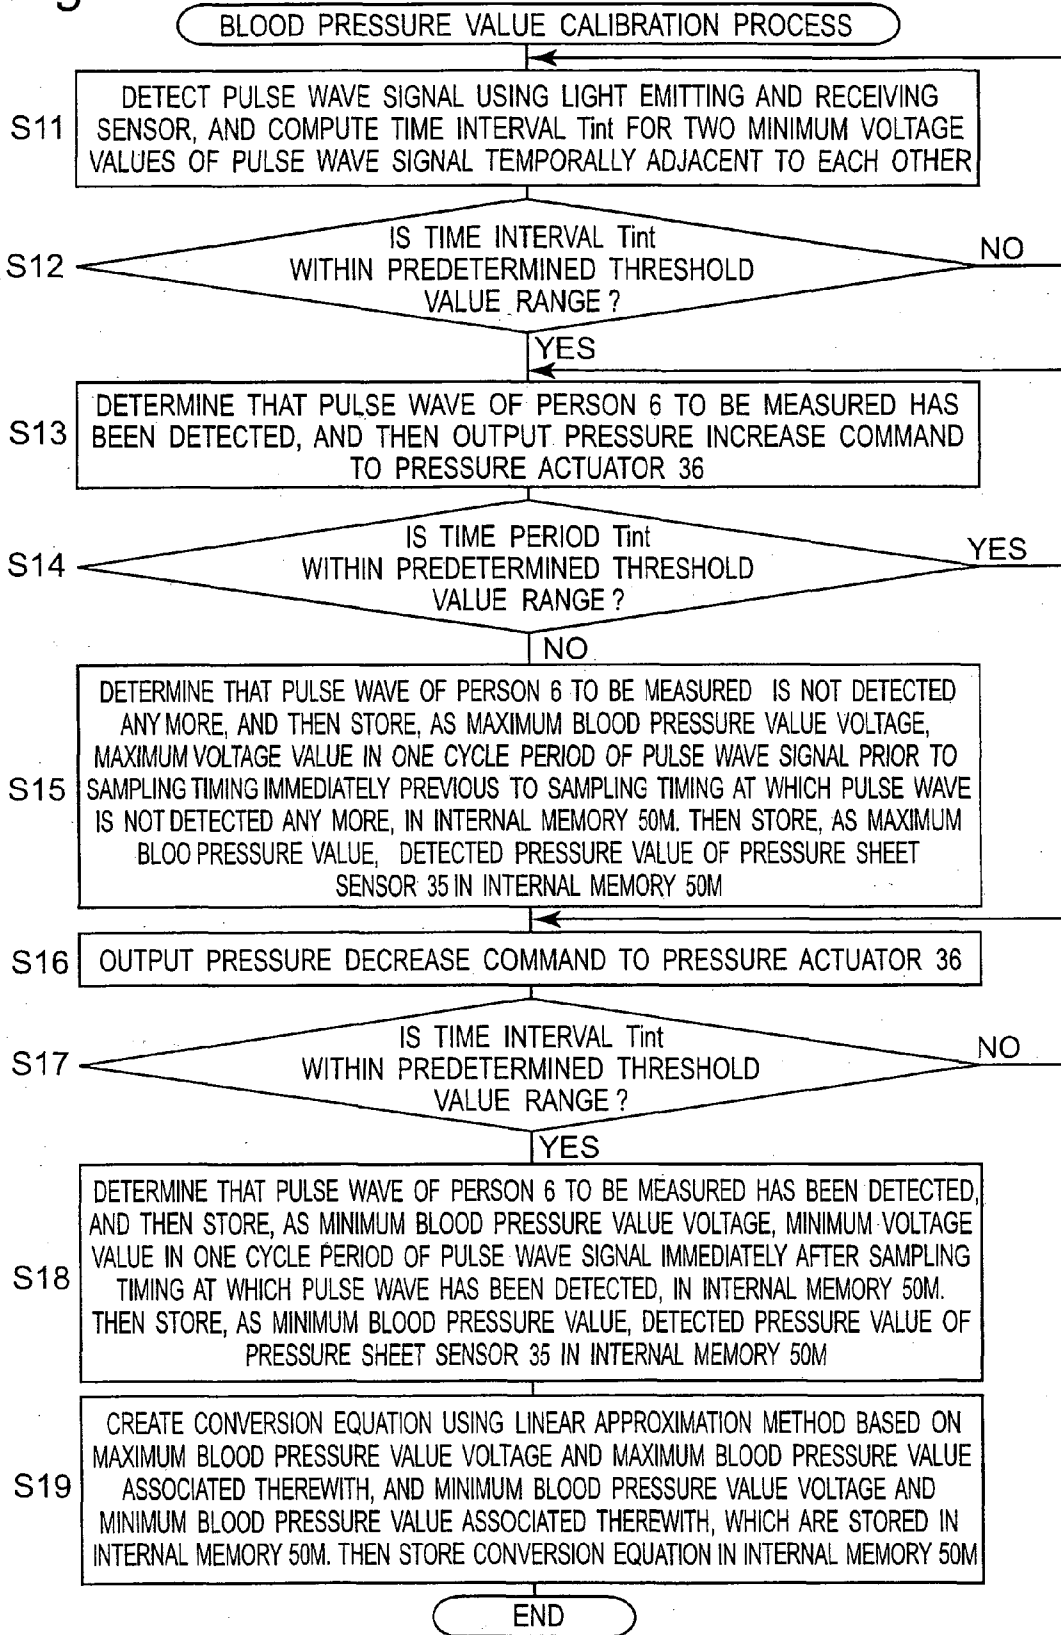 BLOOD PRESSURE VALUE CALIBRATION PROCESS
S11
DETECT PULSE WAVE SIGNAL USING LIGHT EMITTING AND RECEIVING
SENSOR, AND COMPUTE TIME INTERVAL Tint FOR TWO MINIMUM VOLTAGE
VALUES OF PULSE WAVE SIGNAL TEMPORALLY ADJACENT TO EACH OTHER
S12
IS TIME INTERVAL Tint
WITHIN PREDETERMINED THRESHOLD
VALUE RANGE ?
NO
YES
S13
DETERMINE THAT PULSE WAVE OF PERSON 6 TO BE MEASURED HAS
BEEN DETECTED, AND THEN OUTPUT PRESSURE INCREASE COMMAND
TO PRESSURE ACTUATOR 36
S14
IS TIME PERIOD Tint
WITHIN PREDETERMINED THRESHOLD
VALUE RANGE ?
YES
NO
S15
DETERMINE THAT PULSE WAVE OF PERSON 6 TO BE MEASURED IS NOT DETECTED
ANY MORE, AND THEN STORE, AS MAXIMUM BLOOD PRESSURE VALUE VOLTAGE,
MAXIMUM VOLTAGE VALUE IN ONE CYCLE PERIOD OF PULSE WAVE SIGNAL PRIOR TO
SAMPLING TIMING IMMEDIATELY PREVIOUS TO SAMPLING TIMING AT WHICH PULSE WAVE
IS NOT DETECTED ANY MORE, IN INTERNAL MEMORY 50M. THEN STORE, AS MAXIMUM
BLOO PRESSURE VALUE, DETECTED PRESSURE VALUE OF PRESSURE SHEET
SENSOR 35 IN INTERNAL MEMORY 50M
S16
OUTPUT PRESSURE DECREASE COMMAND TO PRESSURE ACTUATOR 36
S17
IS TIME INTERVAL Tint
WITHIN PREDETERMINED THRESHOLD
VALUE RANGE ?
NO
YES
S18
DETERMINE THAT PULSE WAVE OF PERSON 6 TO BE MEASURED HAS BEEN DETECTED,
AND THEN STORE, AS MINIMUM BLOOD PRESSURE VALUE VOLTAGE, MINIMUM VOLTAGE
VALUE IN ONE CYCLE PERIOD OF PULSE WAVE SIGNAL IMMEDIATELY AFTER SAMPLING
TIMING AT WHICH PULSE WAVE HAS BEEN DETECTED, IN INTERNAL MEMORY 50M.
THEN STORE, AS MINIMUM BLOOD PRESSURE VALUE, DETECTED PRESSURE VALUE OF
PRESSURE SHEET SENSOR 35 IN INTERNAL MEMORY 50M
S19
CREATE CONVERSION EQUATION USING LINEAR APPROXIMATION METHOD BASED ON
MAXIMUM BLOOD PRESSURE VALUE VOLTAGE AND MAXIMUM BLOOD PRESSURE VALUE
ASSOCIATED THEREWITH, AND MINIMUM BLOOD PRESSURE VALUE VOLTAGE AND
MINIMUM BLOOD PRESSURE VALUE ASSOCIATED THEREWITH, WHICH ARE STORED IN
INTERNAL MEMORY 50M. THEN STORE CONVERSION EQUATION IN INTERNAL MEMORY 50M
END